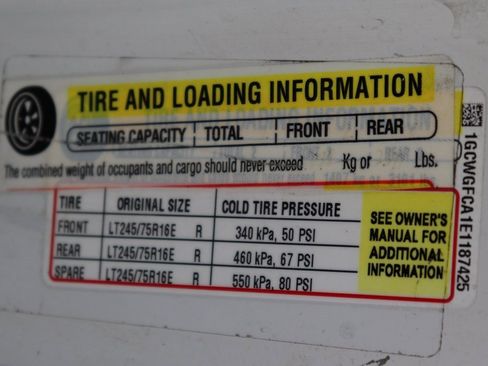 TIRE AND LOADING INFORMATION
SEATING CAPACITY TOTAL FRONT REAR
The combined weight of occupants and cargo should never exceed Kg or Lbs.
TIRE ORIGINAL SIZE COLD TIRE PRESSURE
FRONT LT245/75R16E R 340 kPa, 50 PSI
REAR LT245/75R16E R 460 kPa, 67 PSI
SPARE LT245/75R16E R 550 kPa, 80 PSI
SEE OWNER'S
MANUAL FOR
ADDITIONAL
INFORMATION
1GCWGFCA1E1187425